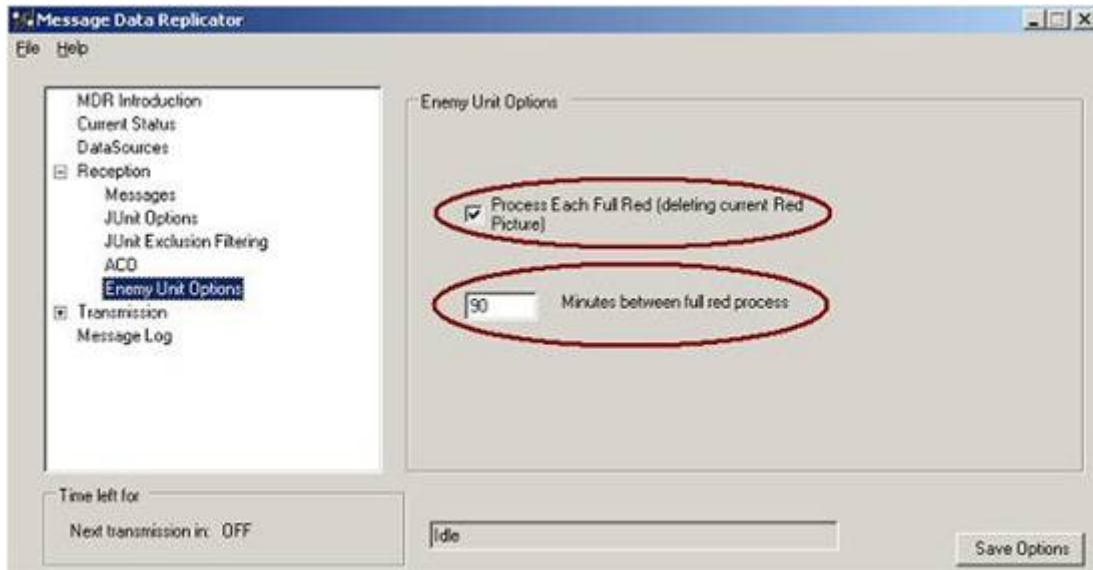 Message Data Replicator
File Help
MDR Introduction
Current Status
DataSources
Reception
Messages
JUnit Options
JUnit Exclusion Filtering
ACO
Enemy Unit Options
Transmission
Message Log
Enemy Unit Options
Process Each Full Red (deleting current Red
Picture)
90 Minutes between full red process
Time left for
Next transmission in: OFF
Idle
Save Options